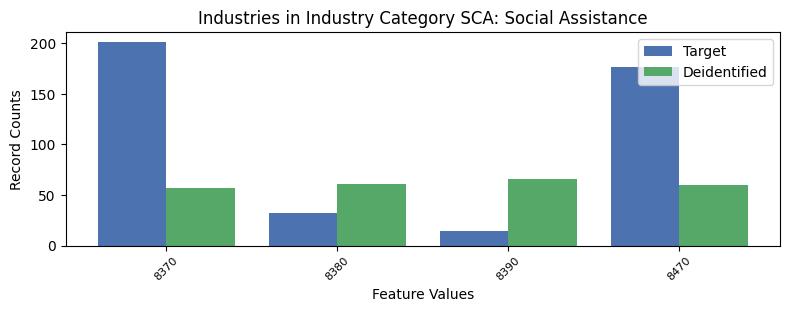 Industries in Industry Category SCA: Social Assistance
Target
Deidentified
Record Counts
200
150
100
50
0
8370
8380
8390
8470
Feature Values